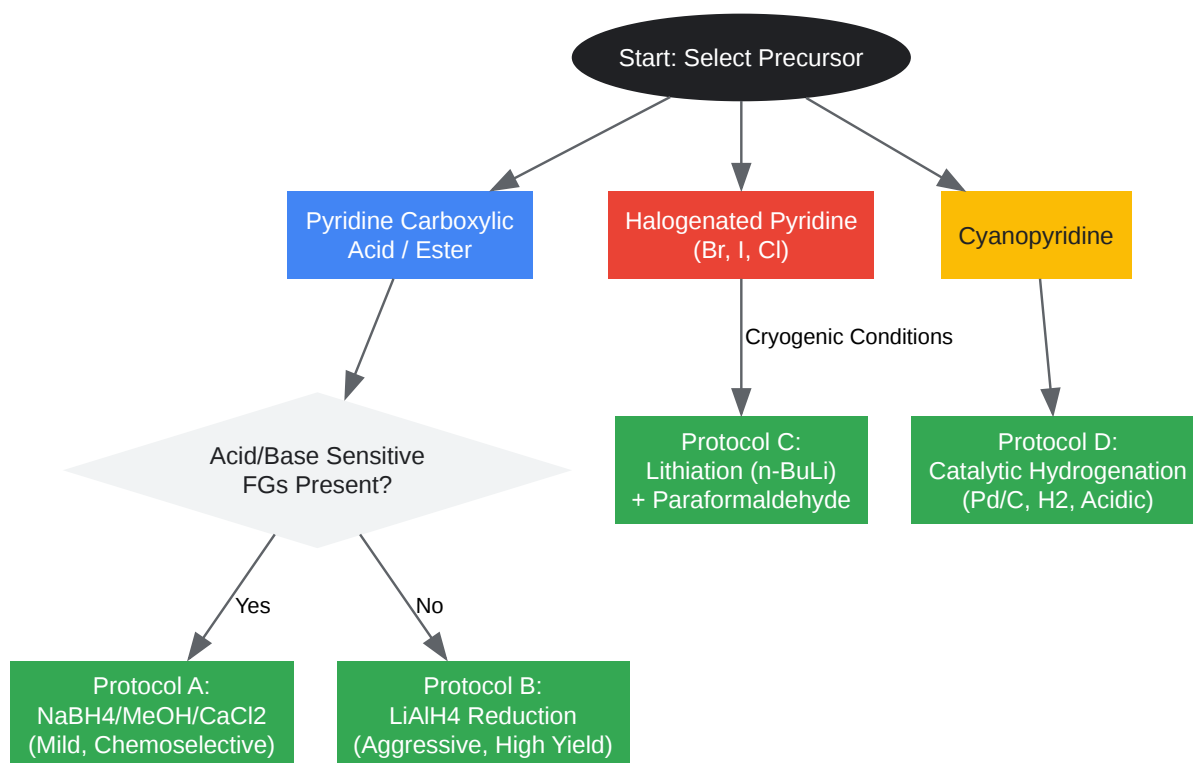 Start: Select Precursor
Pyridine Carboxylic
Acid / Ester
Halogenated Pyridine
(Br, I, Cl)
Cyanopyridine
Cryogenic Conditions
Acid/Base Sensitive
FGs Present?
Protocol C:
Lithiation (n-BuLi)
+ Paraformaldehyde
Protocol D:
Catalytic Hydrogenation
(Pd/C, H2, Acidic)
Yes
No
Protocol A:
NaBH4/MeOH/CaCl2
(Mild, Chemoselective)
Protocol B:
LiAlH4 Reduction
(Aggressive, High Yield)